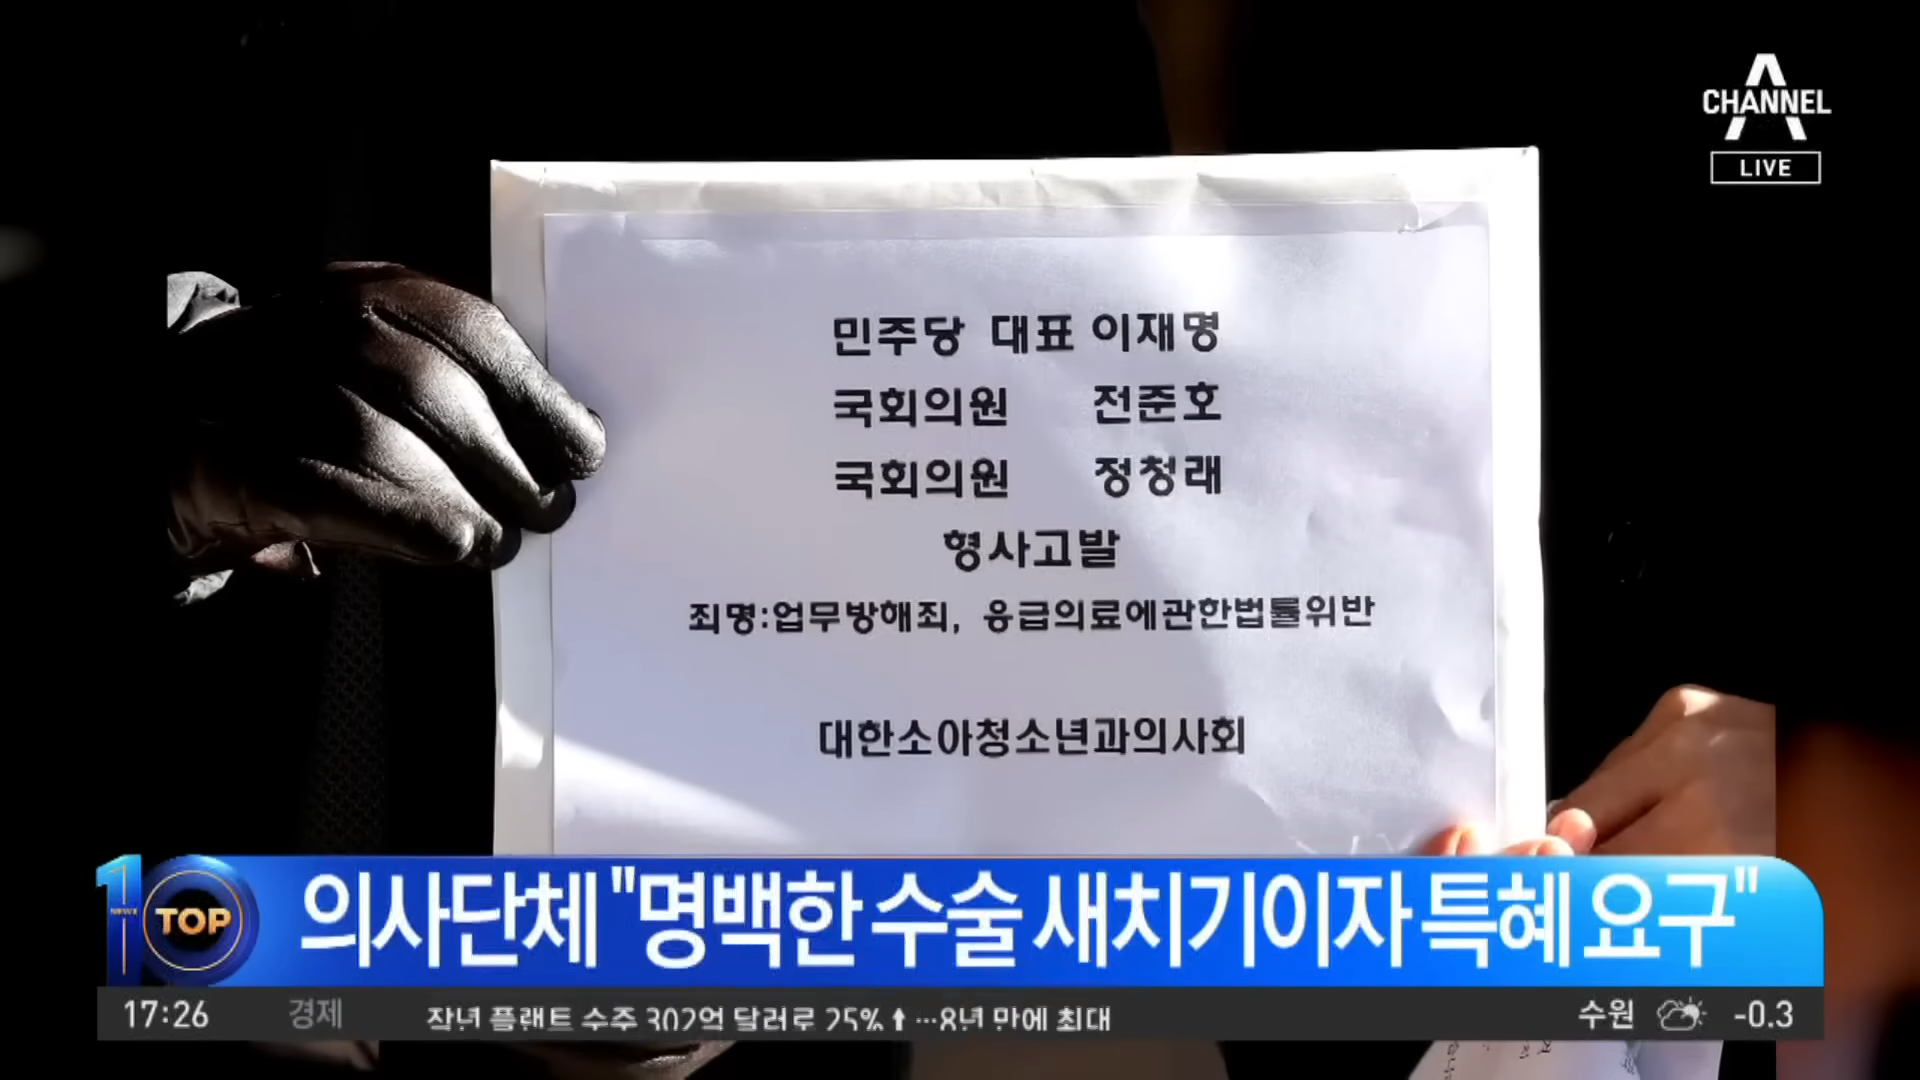 CHANNEL A
LIVE
민주당 대표 이재명
국회의원 전준호
국회의원 정청래
형사고발
죄명:업무방해죄, 응급의료에관한법률위반
대한소아청소년과의사회
10 NEWS TOP
의사단체 "명백한 수술 새치기이자 특혜 요구"
17:26 경제 작년 플랜트 수주 302억 달러로 25%⬆…8년 만에 최대 수원 -0.3